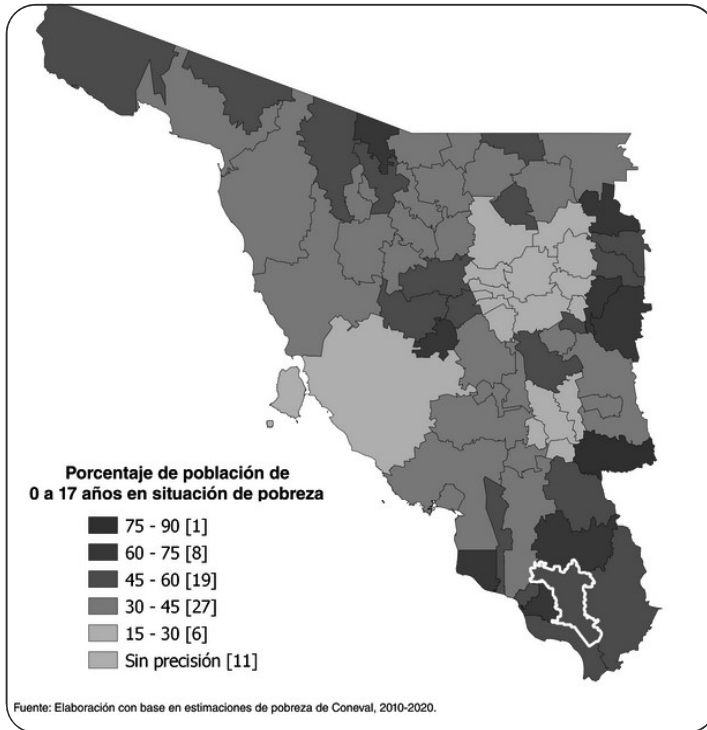 Porcentaje de población de
0 a 17 años en situación de pobreza
75 - 90 [1]
60 - 75 [8]
45 - 60 [19]
30 - 45 [27]
15 - 30 [6]
Sin precisión [11]
Fuente: Elaboración con base en estimaciones de pobreza de Coneval, 2010-2020.